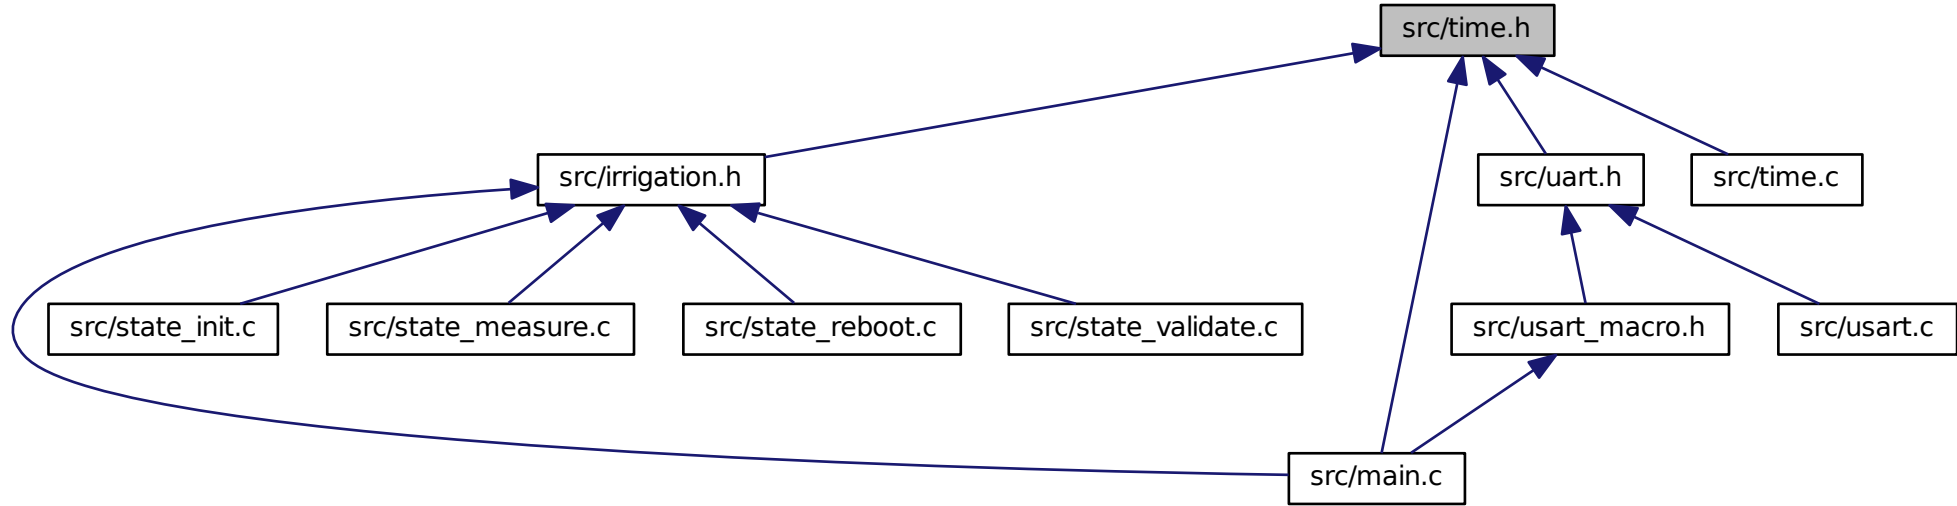 src/time.h
src/irrigation.h
src/uart.h
src/time.c
src/state_init.c
src/state_measure.c
src/state_reboot.c
src/state_validate.c
src/usart_macro.h
src/usart.c
src/main.c